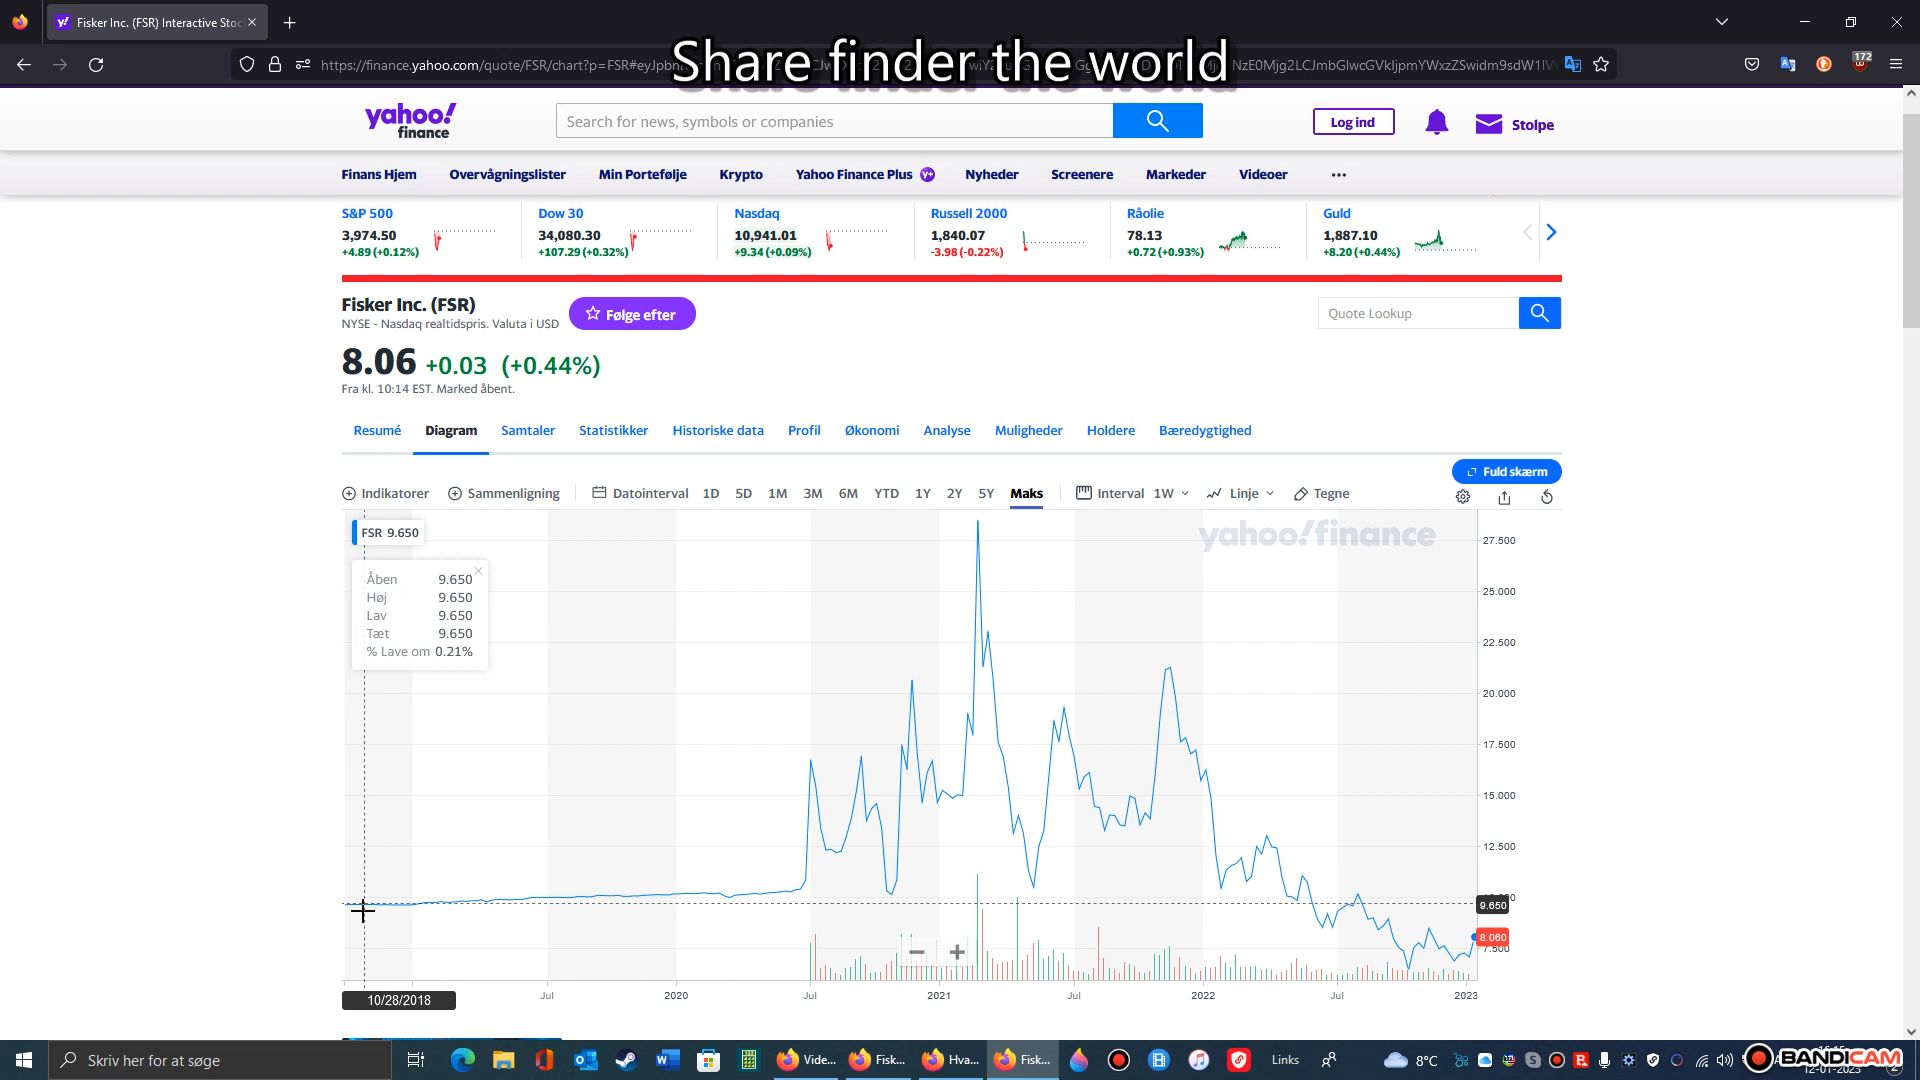 Fisker Inc. (FSR) Interactive Stoc
Share finder the world
https://finance.yahoo.com/quote/FSR/chart?p=FSR#eyJpbn
NzE0Mjg2LCJmbGlwcGVkIjpmYWxzZSwidm9sdW1lV
172
yahoo!
finance
Search for news, symbols or companies
Log ind
Stolpe
Finans Hjem Overvågningslister Min Portefølje Krypto Yahoo Finance Plus Y+ Nyheder Screenere Markeder Videoer ...
S&P 500 Dow 30 Nasdaq Russell 2000 Råolie Guld
3,974.50 34,080.30 10,941.01 1,840.07 78.13 1,887.10
+4.89 (+0.12%) +107.29 (+0.32%) +9.34 (+0.09%) -3.98 (-0.22%) +0.72 (+0.93%) +8.20 (+0.44%)
Fisker Inc. (FSR)
Følge efter
Quote Lookup
NYSE - Nasdaq realtidspris. Valuta i USD
8.06 +0.03 (+0.44%)
Fra kl. 10:14 EST. Marked åbent.
Resumé Diagram Samtaler Statistikker Historiske data Profil Økonomi Analyse Muligheder Holdere Bæredygtighed
Fuld skærm
Indikatorer Sammenligning Datointerval 1D 5D 1M 3M 6M YTD 1Y 2Y 5Y Maks Interval 1W Linje Tegne
FSR 9.650
yahoo!finance
Åben 9.650
Høj 9.650
Lav 9.650
Tæt 9.650
% Lave om 0.21%
27.500
25.000
22.500
20.000
17.500
15.000
12.500
9.650
8.060
7.500
10/28/2018 Jul 2020 Jul 2021 Jul 2022 Jul 2023
Skriv her for at søge
Vide... Fisk... Hva... Fisk...
Links
8°C
BANDICAM
12-01-2023